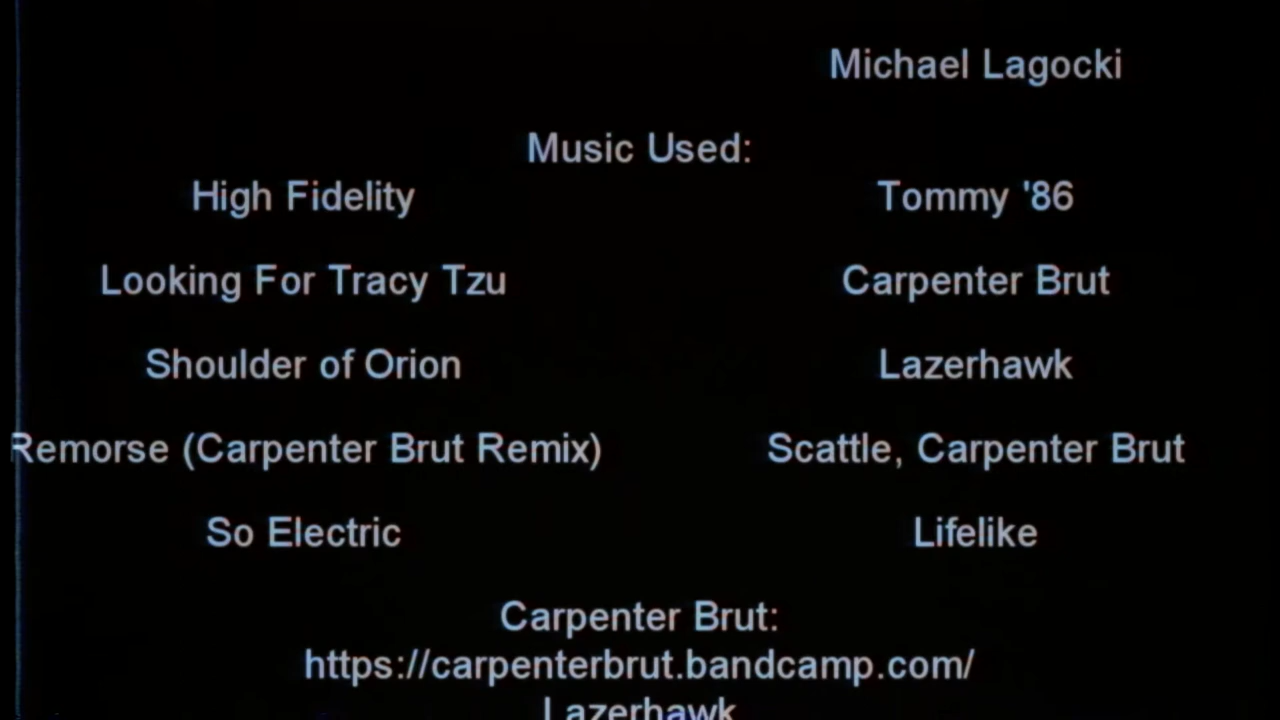 Michael Lagocki
Music Used:
High Fidelity Tommy '86
Looking For Tracy Tzu Carpenter Brut
Shoulder of Orion Lazerhawk
Remorse (Carpenter Brut Remix) Scattle, Carpenter Brut
So Electric Lifelike
Carpenter Brut:
https://carpenterbrut.bandcamp.com/
Lazerhawk